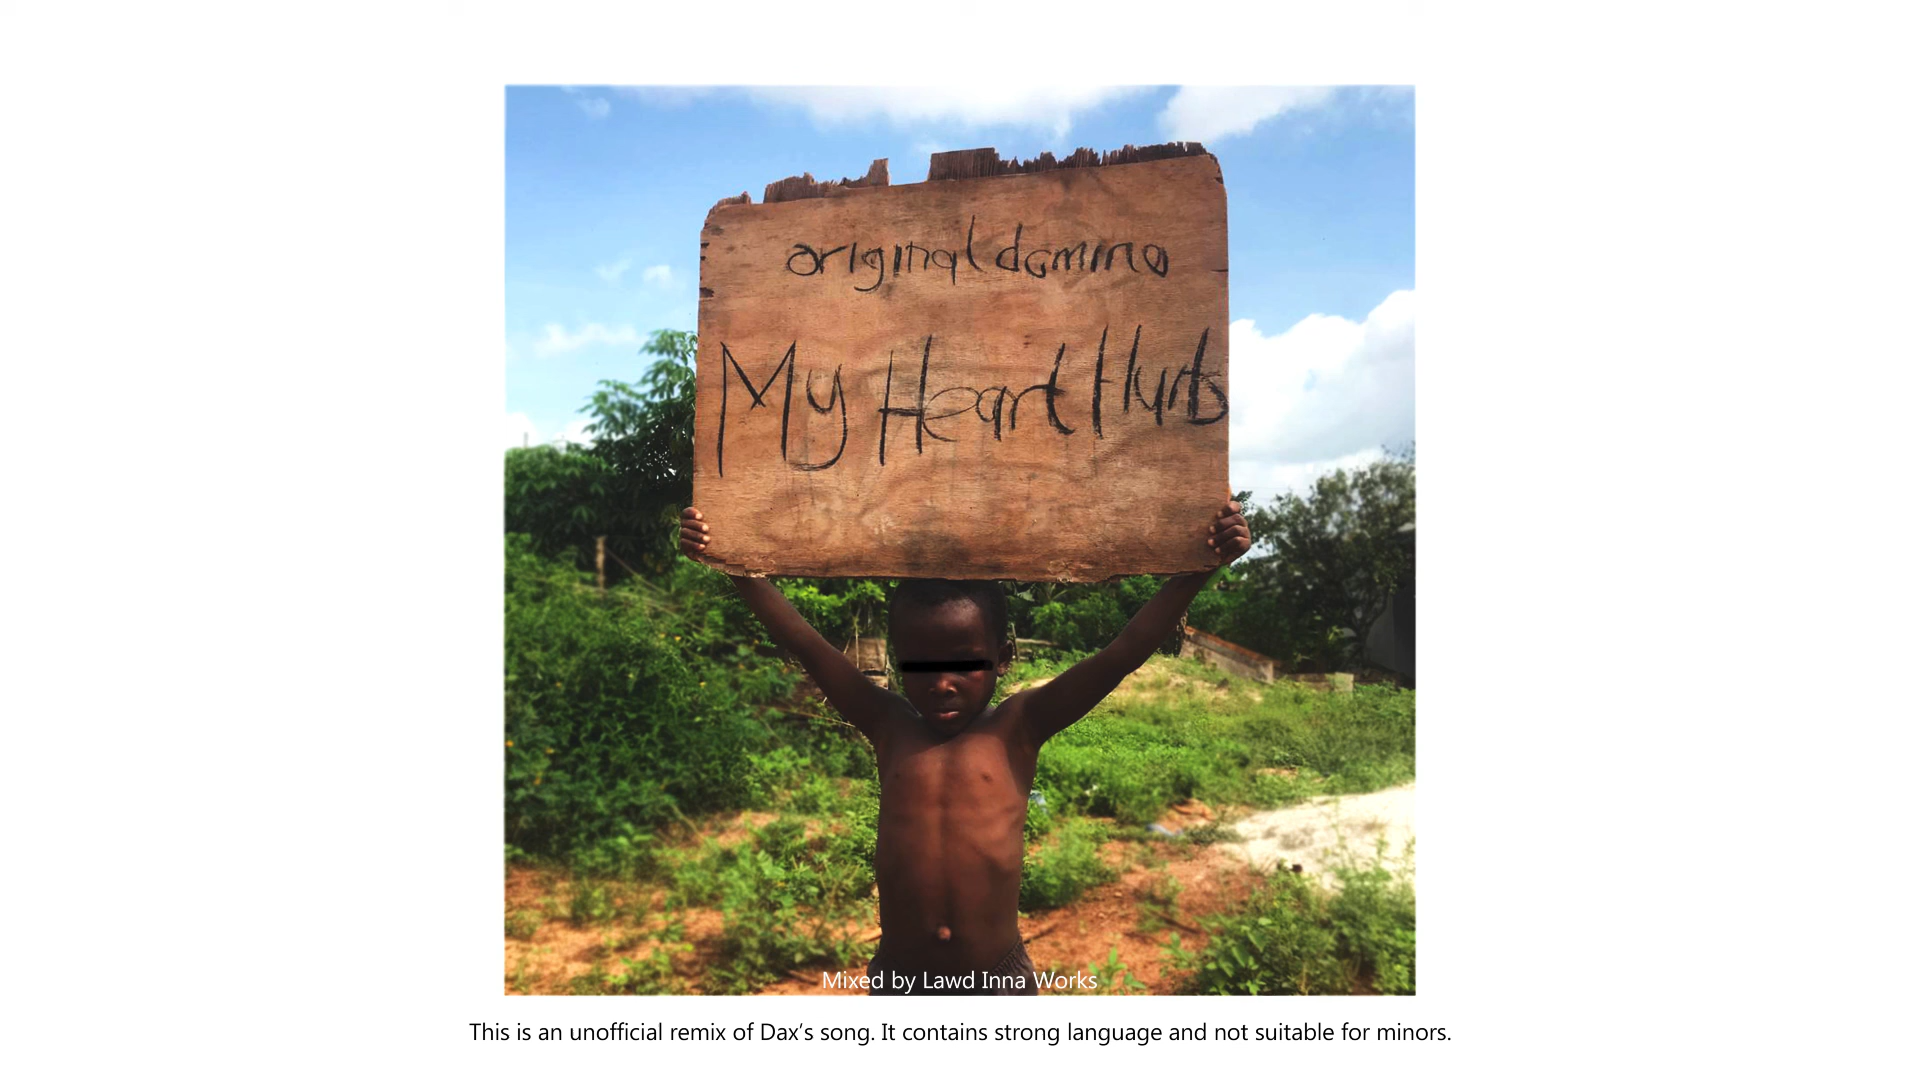 original domino
My Heart Hurts
Mixed by Lawd Inna Works
This is an unofficial remix of Dax's song. It contains strong language and not suitable for minors.